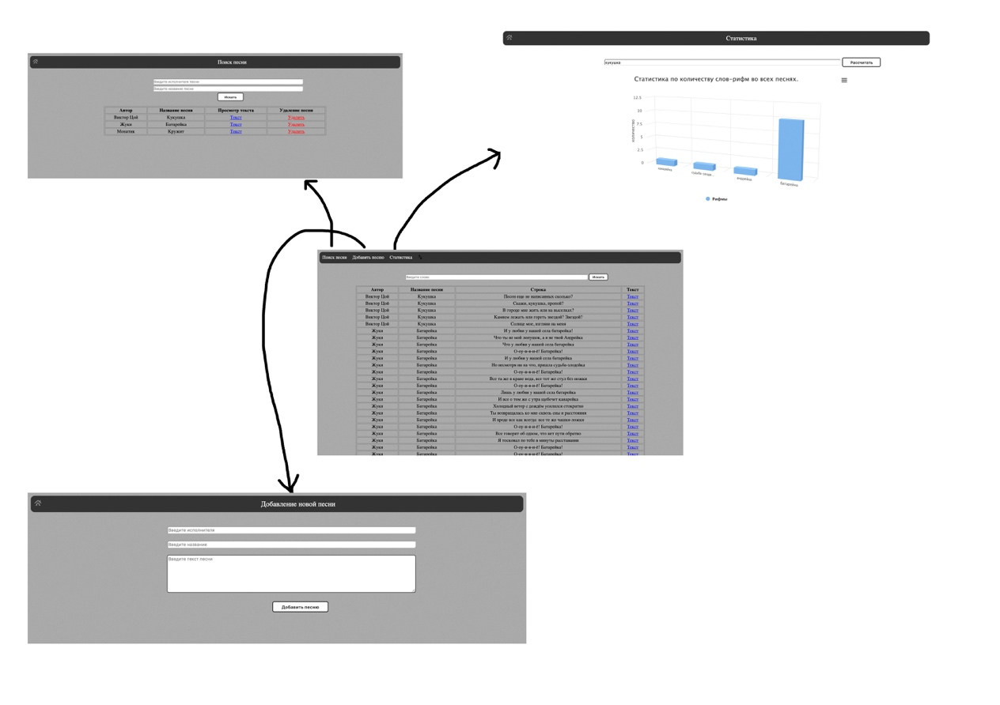 Статистика
кукушка
Рассчитать
Статистика по количеству слов-рифм во всех песнях.
12.5
10
7.5
5
2.5
0
количество
канарейка
судьба-злоде...
андрейка
батарейка
Рифмы
Поиск песни
Введите исполнителя песни
Введите название песни
Искать
Автор Название песни Просмотр текста Удаление песни
Виктор Цой Кукушка Текст Удалить
Жуки Батарейка Текст Удалить
Монатик Кружит Текст Удалить
Поиск песни Добавить песню Статистика
Введите слово Искать
Автор Название песни Строка Текст
Виктор Цой Кукушка Песен еще не написанных сколько? Текст
Виктор Цой Кукушка Скажи, кукушка, пропой? Текст
Виктор Цой Кукушка В городе мне жить или на выселках? Текст
Виктор Цой Кукушка Камнем лежать или гореть звездой? Звездой? Текст
Виктор Цой Кукушка Солнце мое, взгляни на меня Текст
Жуки Батарейка И у любви у нашей села батарейка! Текст
Жуки Батарейка Что ты не мой лопушок, а я не твой Андрейка Текст
Жуки Батарейка Что у любви у нашей села батарейка Текст
Жуки Батарейка О-оу-я-и-я-ё! Батарейка! Текст
Жуки Батарейка И у любви у нашей села батарейка Текст
Жуки Батарейка Но несмотря ни на что, пришла судьба-злодейка Текст
Жуки Батарейка О-оу-я-и-я-ё! Батарейка! Текст
Жуки Батарейка Все та же в кране вода, все тот же стул без ножки Текст
Жуки Батарейка О-оу-я-и-я-ё! Батарейка! Текст
Жуки Батарейка Лишь у любви у нашей села батарейка Текст
Жуки Батарейка И все о том же с утра щебечет канарейка Текст
Жуки Батарейка Холодный ветер с дождём усилился стократно Текст
Жуки Батарейка Ты возвращалась ко мне сквозь сны и расстояния Текст
Жуки Батарейка И вроде все как всегда: все те же чашки-ложки Текст
Жуки Батарейка О-оу-я-и-я-ё! Батарейка! Текст
Жуки Батарейка Все говорит об одном, что нет пути обратно Текст
Жуки Батарейка Я тосковал по тебе в минуты расставания Текст
Жуки Батарейка О-оу-я-и-я-ё! Батарейка! Текст
Жуки Батарейка О-оу-я-и-я-ё! Батарейка! Текст
Добавление новой песни
Введите исполнителя
Введите название
Введите текст песни
Добавить песню